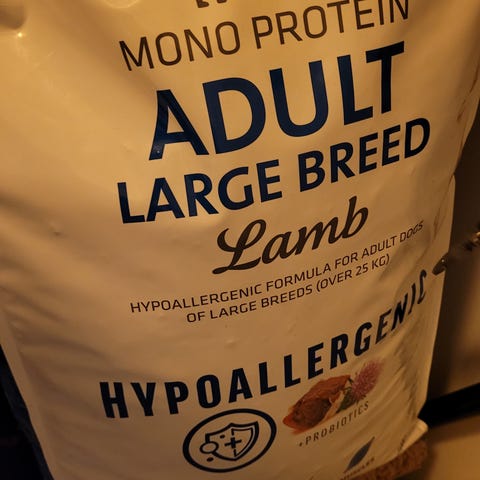 MONO PROTEIN
ADULT
LARGE BREED
Lamb
HYPOALLERGENIC FORMULA FOR ADULT DOGS
OF LARGE BREEDS (OVER 25 KG)
HYPOALLERGENIC
+PROBIOTICS